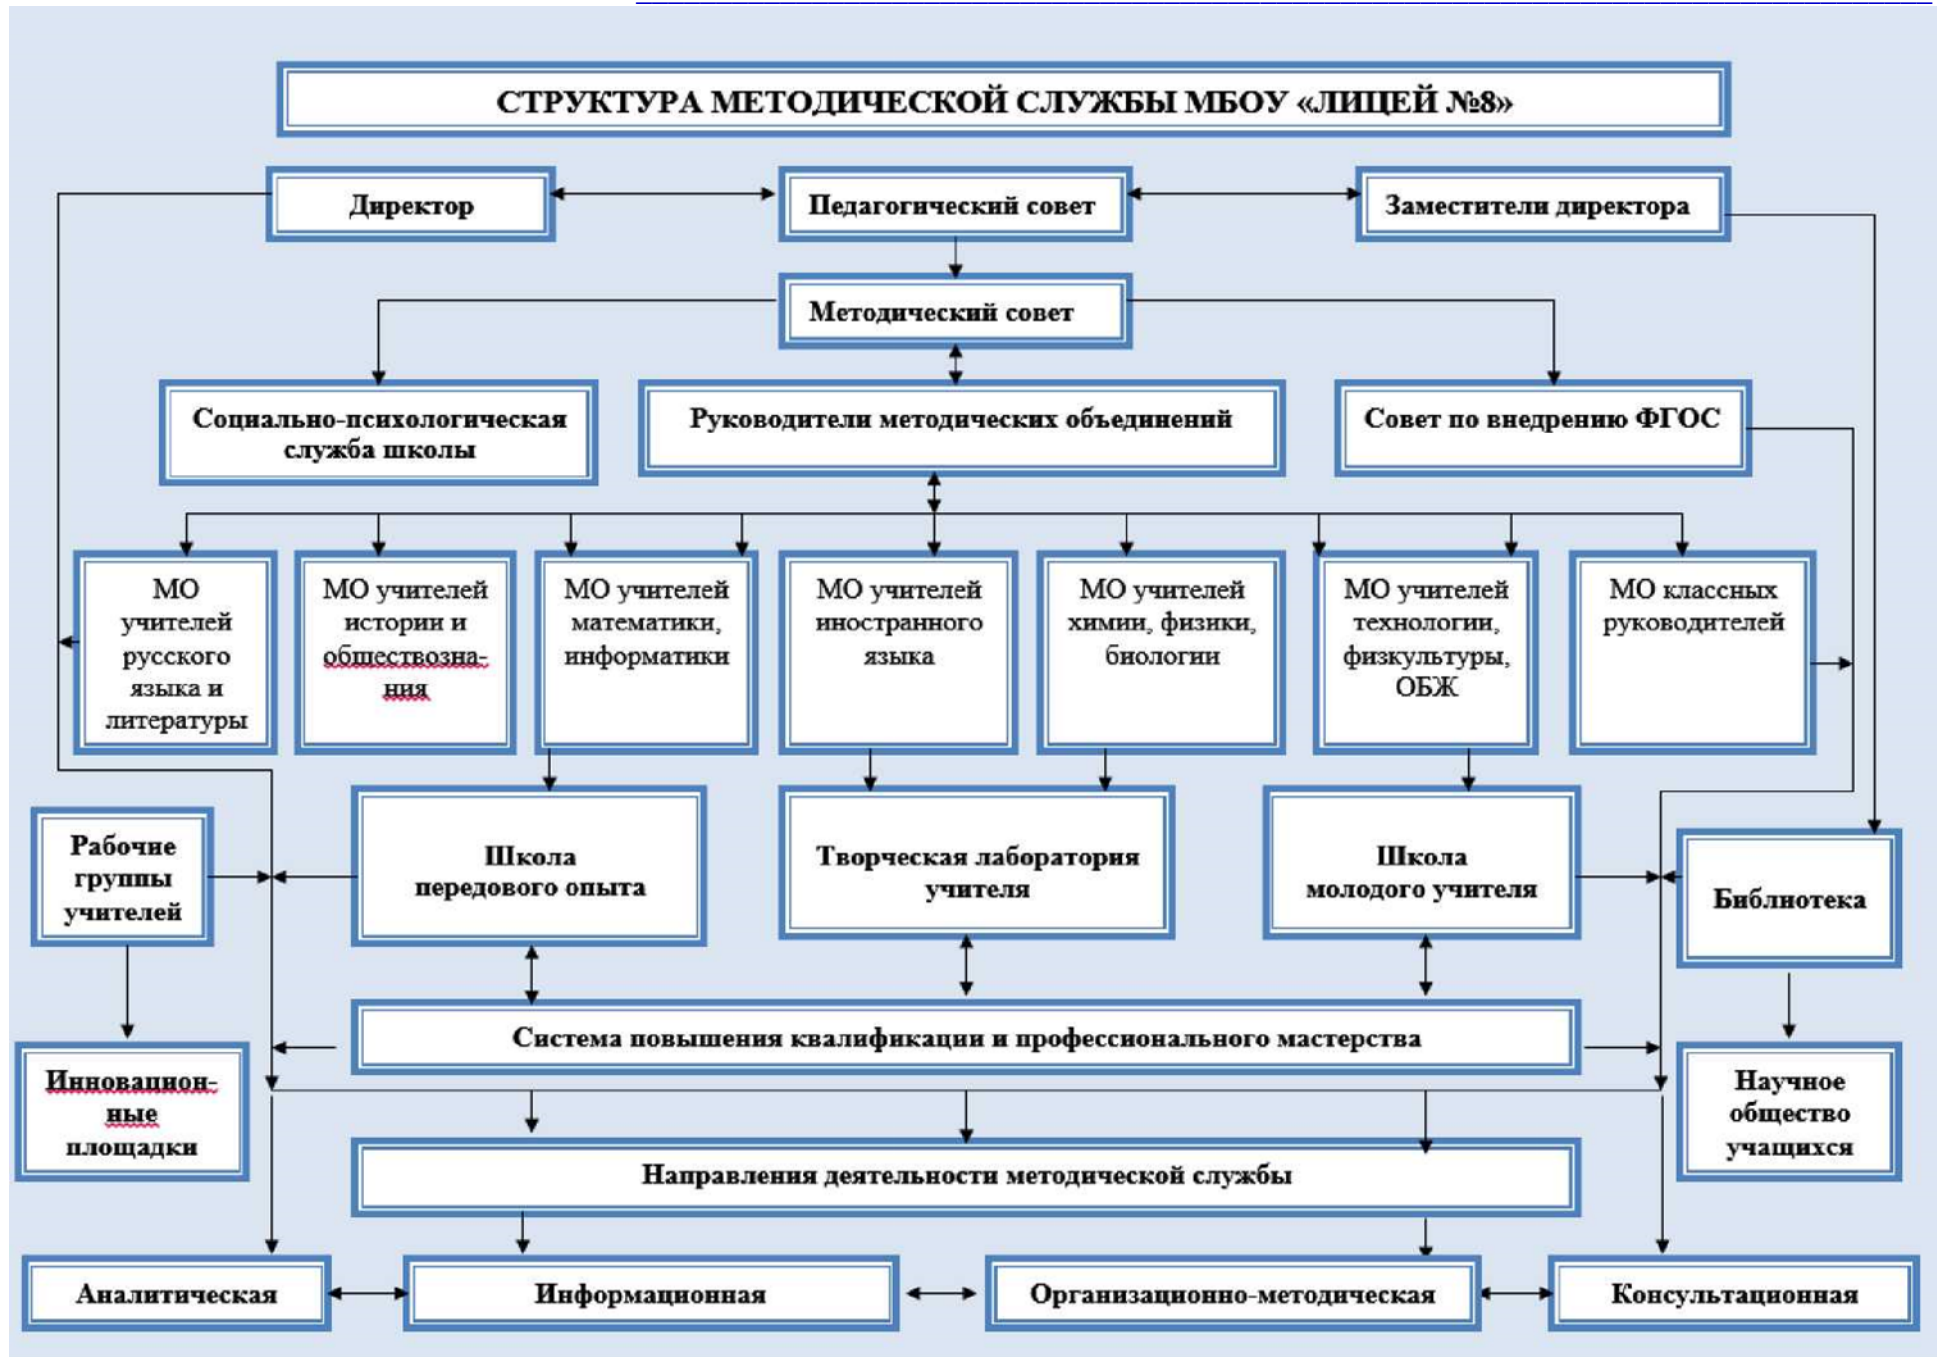 СТРУКТУРА МЕТОДИЧЕСКОЙ СЛУЖБЫ МБОУ «ЛИЦЕЙ №8»
Директор
Педагогический совет
Заместители директора
Методический совет
Социально-психологическая
служба школы
Руководители методических объединений
Совет по внедрению ФГОС
МО
учителей
русского
языка и
литературы
МО учителей
истории и
обществозна-
ния
МО учителей
математики,
информатики
МО учителей
иностранного
языка
МО учителей
химии, физики,
биологии
МО учителей
технологии,
физкультуры,
ОБЖ
МО классных
руководителей
Рабочие
группы
учителей
Школа
передового опыта
Творческая лаборатория
учителя
Школа
молодого учителя
Библиотека
Система повышения квалификации и профессионального мастерства
Инновацион-
ные
площадки
Научное
общество
учащихся
Направления деятельности методической службы
Аналитическая
Информационная
Организационно-методическая
Консультационная